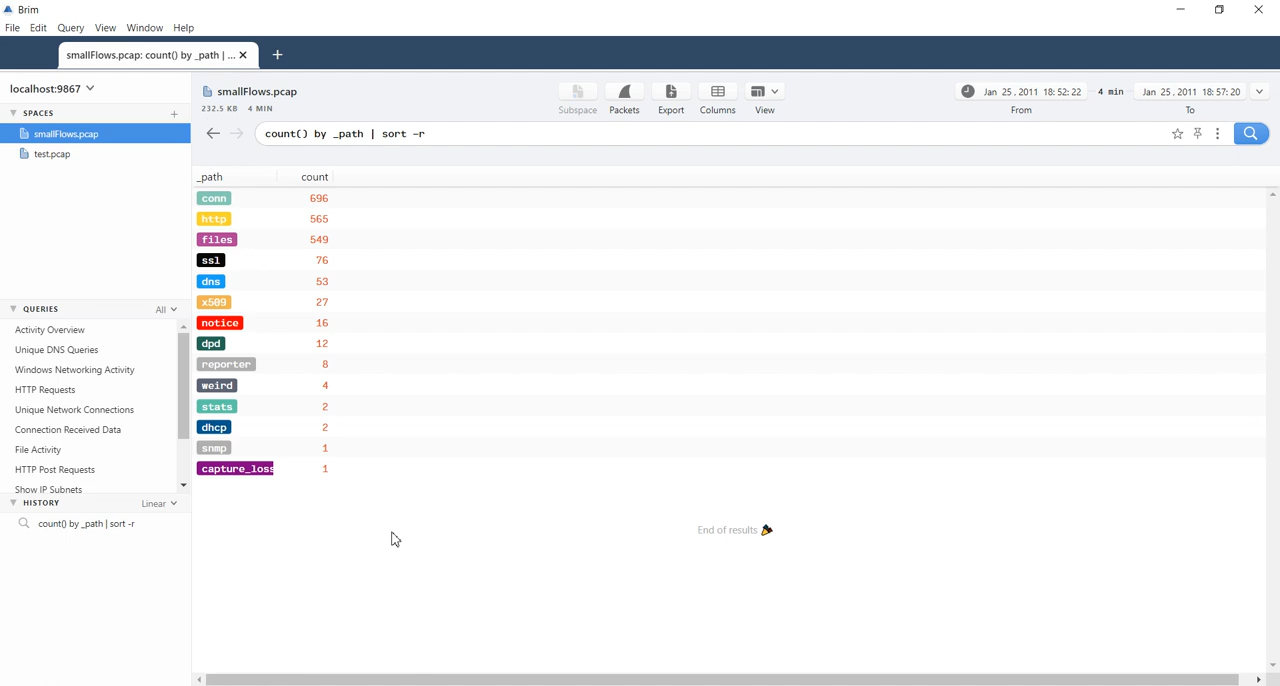 Brim
File Edit Query View Window Help
smallFlows.pcap: count() by _path | ...
localhost:9867
SPACES
smallFlows.pcap
test.pcap
QUERIES All
Activity Overview
Unique DNS Queries
Windows Networking Activity
HTTP Requests
Unique Network Connections
Connection Received Data
File Activity
HTTP Post Requests
Show IP Subnets
HISTORY Linear
count() by _path | sort -r
smallFlows.pcap
232.5 KB 4 MIN
Subspace Packets Export Columns View
Jan 25, 2011 18:52:22 4 min Jan 25, 2011 18:57:20
From To
count() by _path | sort -r
_path count
conn 696
http 565
files 549
ssl 76
dns 53
x509 27
notice 16
dpd 12
reporter 8
weird 4
stats 2
dhcp 2
snmp 1
capture_loss 1
End of results